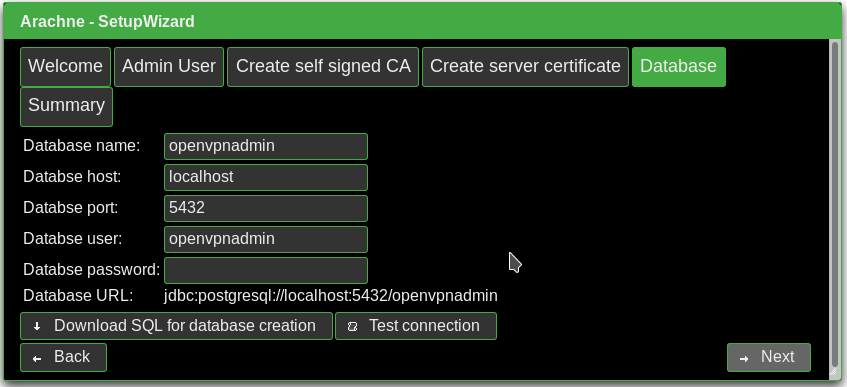 Arachne - SetupWizard
Welcome Admin User Create self signed CA Create server certificate Database
Summary
Database name: openvpnadmin
Databse host: localhost
Databse port: 5432
Databse user: openvpnadmin
Databse password:
Database URL: jdbc:postgresql://localhost:5432/openvpnadmin
Download SQL for database creation Test connection
Back Next